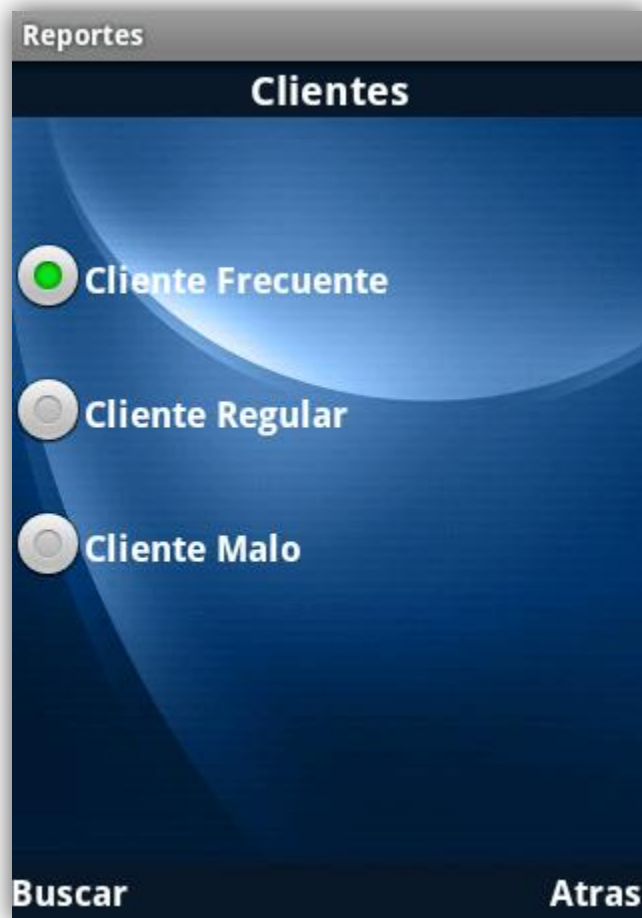 Reportes
Clientes
Cliente Frecuente
Cliente Regular
Cliente Malo
Buscar Atras